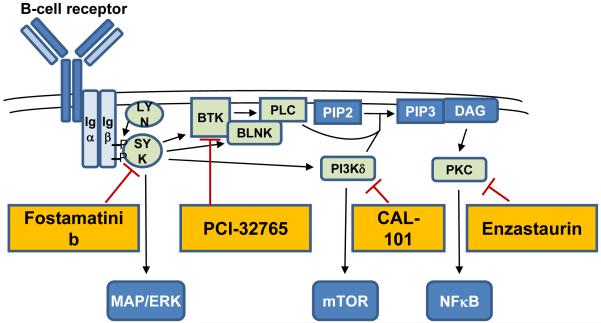 B-cell receptor
Ig
α
Ig
β
LY
N
SY
K
BTK
PLC
BLNK
PIP2
PIP3
DAG
PI3Kδ
PKC
Fostamatini
b
PCI-32765
CAL-
101
Enzastaurin
MAP/ERK
mTOR
NFκB